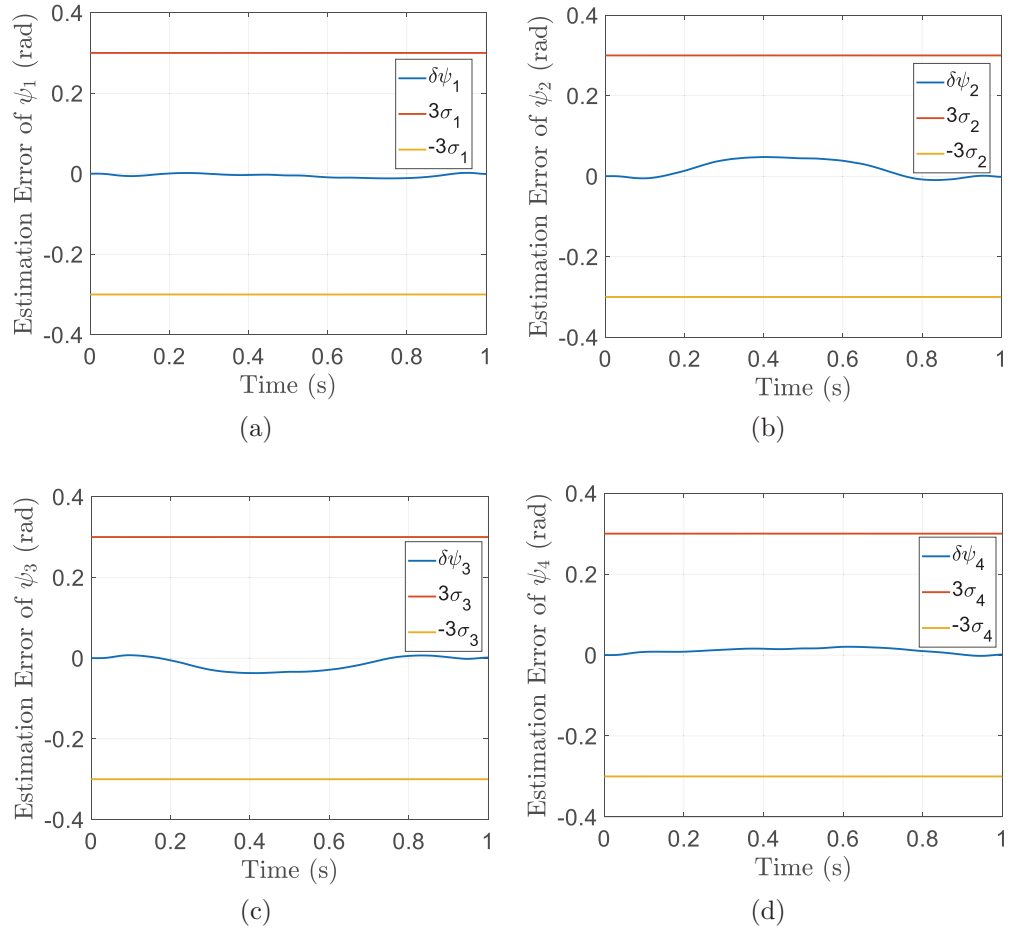 Estimation Error of ψ₁ (rad)
0.4
0.2
0
-0.2
-0.4
δψ₁
3σ₁
-3σ₁
0 0.2 0.4 0.6 0.8 1
Time (s)
(a)
Estimation Error of ψ₂ (rad)
0.4
0.2
0
-0.2
-0.4
δψ₂
3σ₂
-3σ₂
0 0.2 0.4 0.6 0.8 1
Time (s)
(b)
Estimation Error of ψ₃ (rad)
0.4
0.2
0
-0.2
-0.4
δψ₃
3σ₃
-3σ₃
0 0.2 0.4 0.6 0.8 1
Time (s)
(c)
Estimation Error of ψ₄ (rad)
0.4
0.2
0
-0.2
-0.4
δψ₄
3σ₄
-3σ₄
0 0.2 0.4 0.6 0.8 1
Time (s)
(d)